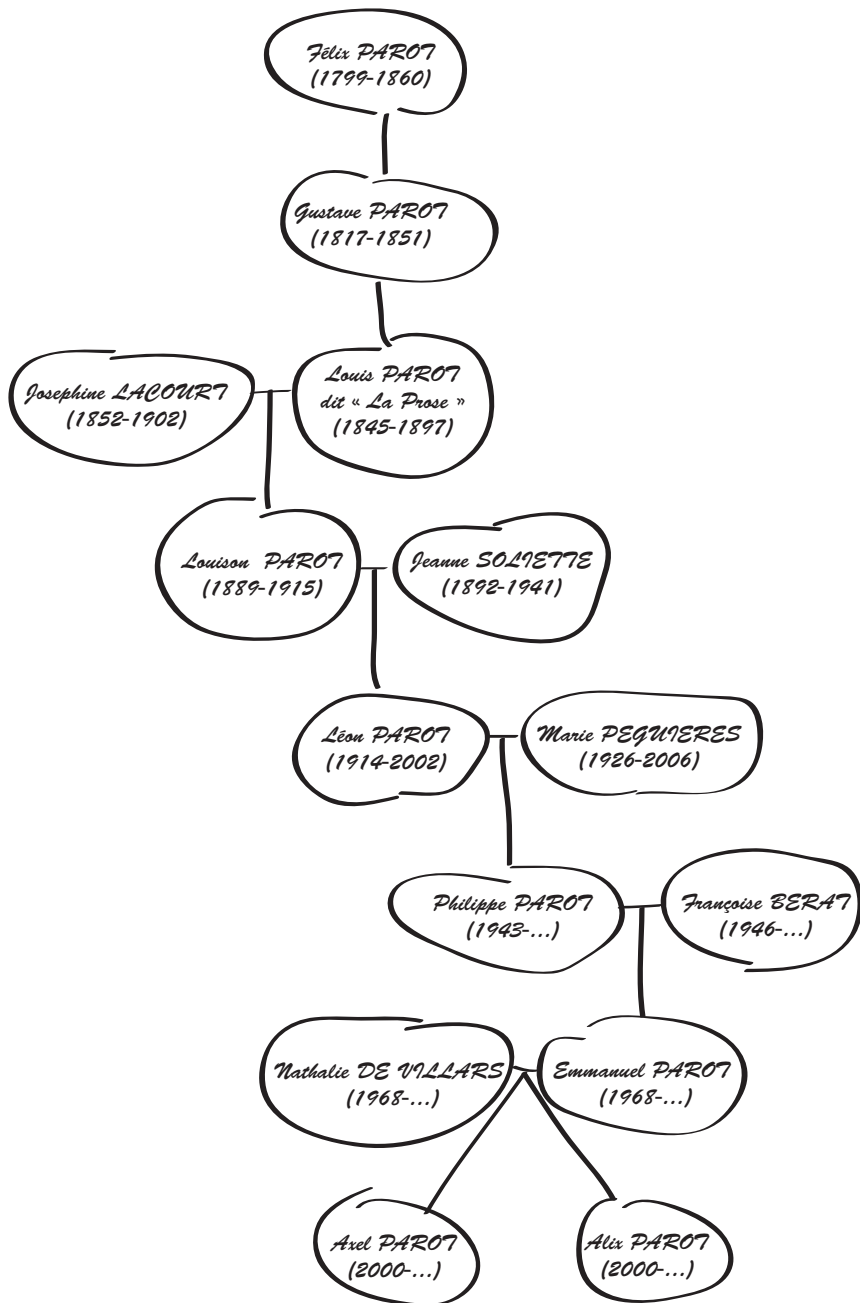 Félix PAROT
(1799-1860)
Gustave PAROT
(1817-1851)
Josephine LACOURT
(1852-1902)
Louis PAROT
dit « La Prose »
(1845-1897)
Louison PAROT
(1889-1915)
Jeanne SOLIETTE
(1892-1941)
Léon PAROT
(1914-2002)
Marie PEGUIERES
(1926-2006)
Philippe PAROT
(1943-...)
Françoise BERAT
(1946-...)
Nathalie DE VILLARS
(1968-...)
Emmanuel PAROT
(1968-...)
Axel PAROT
(2000-...)
Alix PAROT
(2000-...)